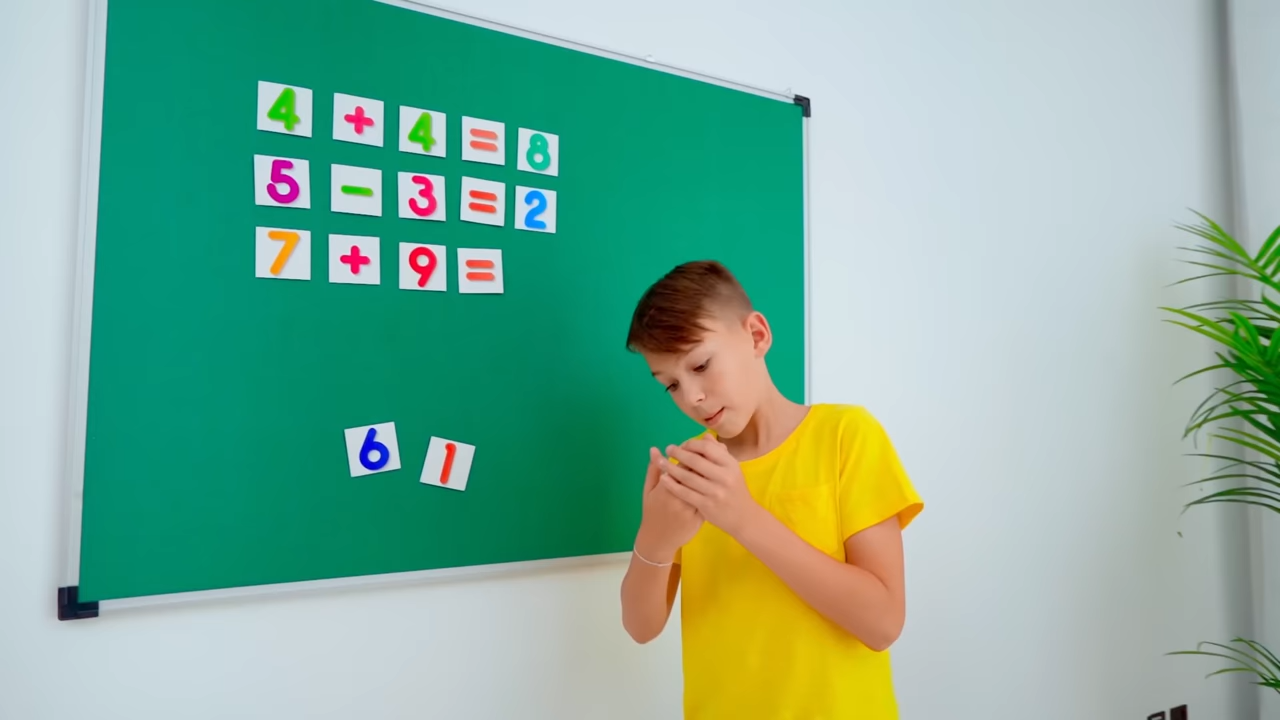 4 + 4 = 8
5 - 3 = 2
7 + 9 =
6 1